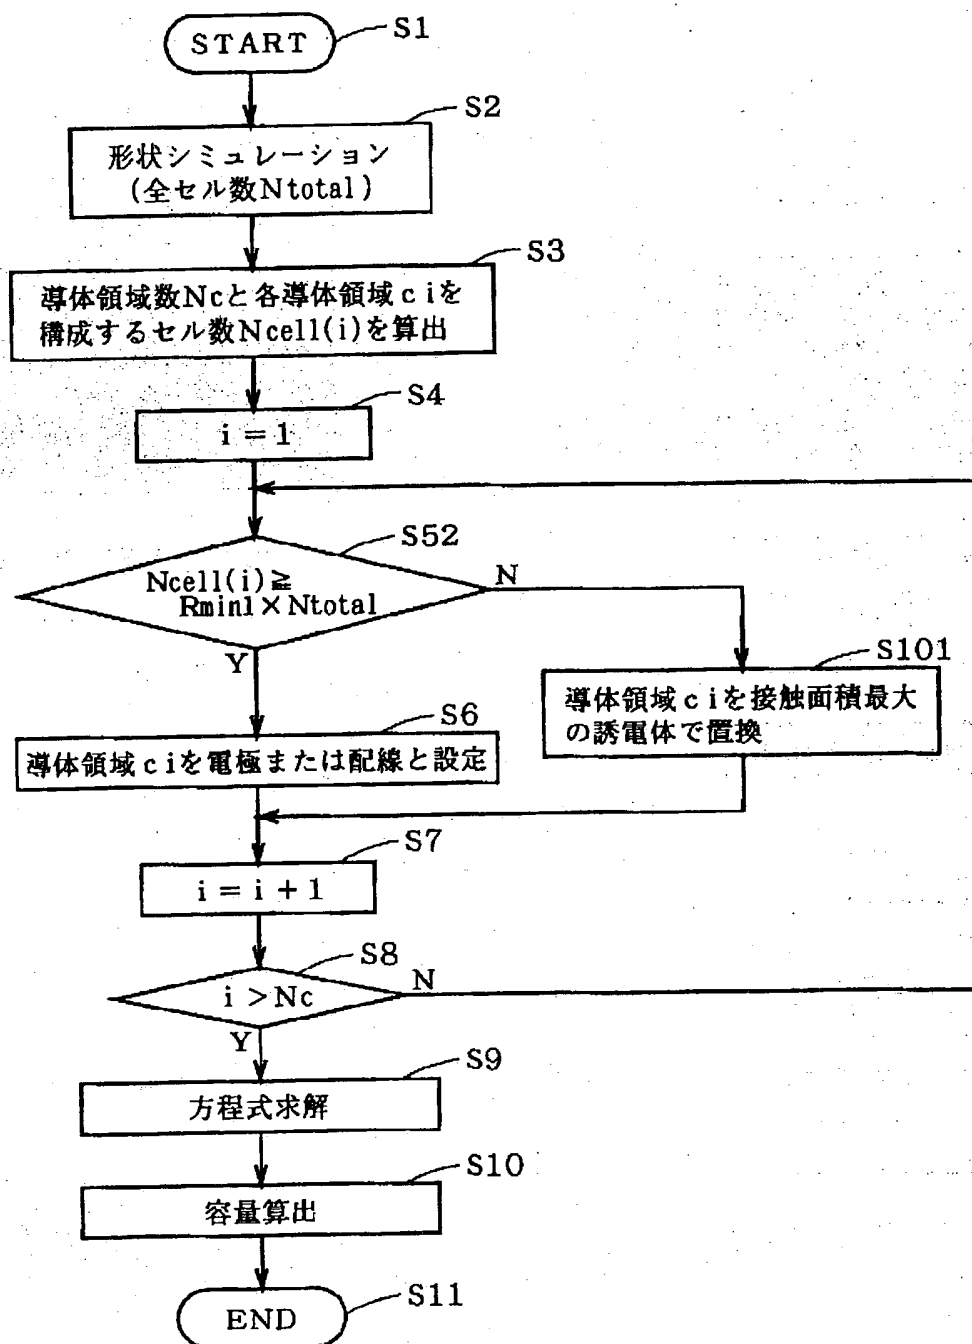 START
S1
S2
形状シミュレーション
(全セル数Ntotal)
S3
導体領域数Ncと各導体領域ciを
構成するセル数Ncell(i)を算出
S4
i = 1
S52
Ncell(i)≧
Rmin1×Ntotal
N
Y
S101
導体領域ciを接触面積最大
の誘電体で置換
S6
導体領域ciを電極または配線と設定
S7
i = i + 1
S8
i >Nc
N
Y
S9
方程式求解
S10
容量算出
S11
END